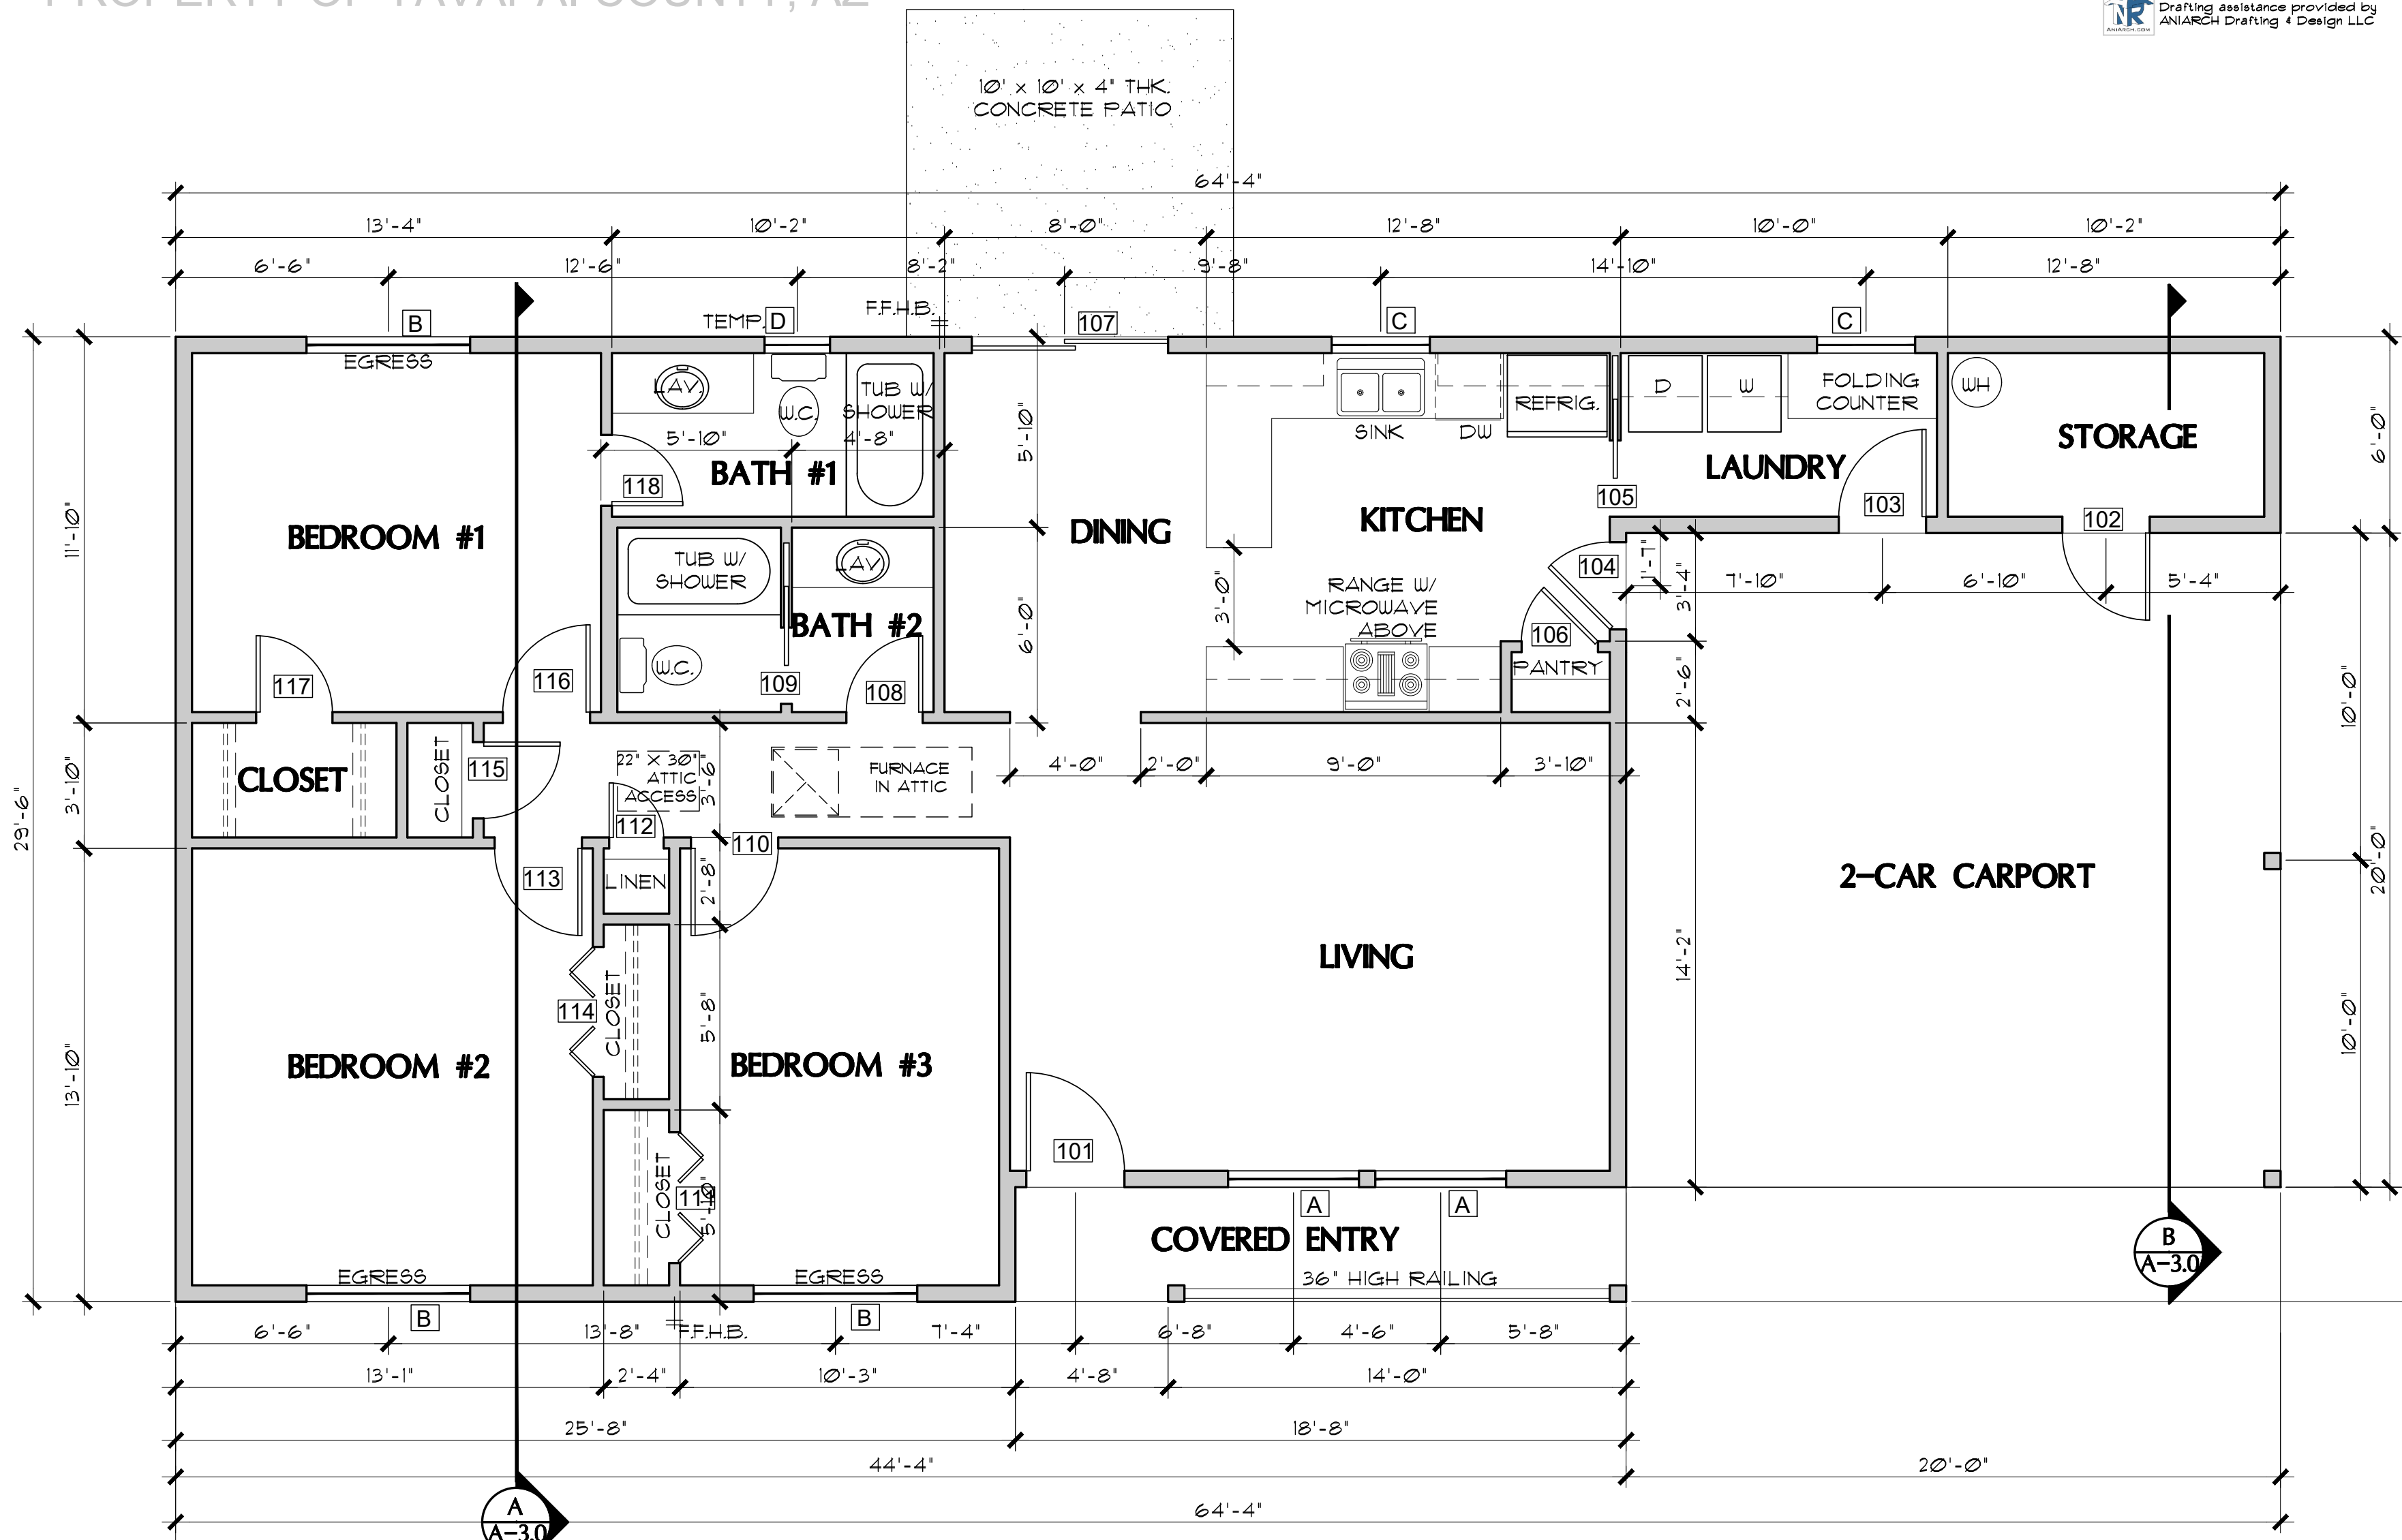 PROPERTY OF YAVAPAI COUNTY, AZ
NR
ANIARCH.COM
Drafting assistance provided by
ANIARCH Drafting & Design LLC
10' x 10' x 4" THK.
CONCRETE PATIO
64'-4"
13'-4" 10'-2" 8'-0" 12'-8" 10'-0" 10'-2"
6'-6" 12'-6" 8'-2" 9'-8" 14'-10" 12'-8"
F.F.H.B.
B TEMP. D 107 C C
EGRESS
LAV.
W.C.
TUB W/
SHOWER
5'-10" 4'-8"
BATH #1
118
5'-10"
SINK
DW
REFRIG.
D
W
FOLDING
COUNTER
WH
STORAGE
6'-0"
LAUNDRY
105
103
102
BEDROOM #1
11'-10"
DINING
KITCHEN
TUB W/
SHOWER
LAV.
BATH #2
W.C.
109
108
6'-0"
3'-0"
RANGE W/
MICROWAVE
ABOVE
104
106
PANTRY
1'-7"
3'-4"
2'-6"
7'-10" 6'-10" 5'-4"
10'-0"
117
116
CLOSET
CLOSET
115
3'-10"
29'-6"
22" X 30"
ATTIC
ACCESS
3'-6"
FURNACE
IN ATTIC
4'-0" 2'-0" 9'-0" 3'-10"
112
110
113
LINEN
2'-8"
2-CAR CARPORT
20'-0"
LIVING
14'-2"
114
CLOSET
5'-8"
BEDROOM #2
BEDROOM #3
13'-10"
10'-0"
101
CLOSET
5'-10"
A A
COVERED ENTRY
36" HIGH RAILING
B
A-3.0
EGRESS
EGRESS
B
B
F.F.H.B.
6'-6" 13'-8" 7'-4" 6'-8" 4'-6" 5'-8"
13'-1" 2'-4" 10'-3" 4'-8" 14'-0"
25'-8" 18'-8"
44'-4" 20'-0"
64'-4"
A
A-3.0